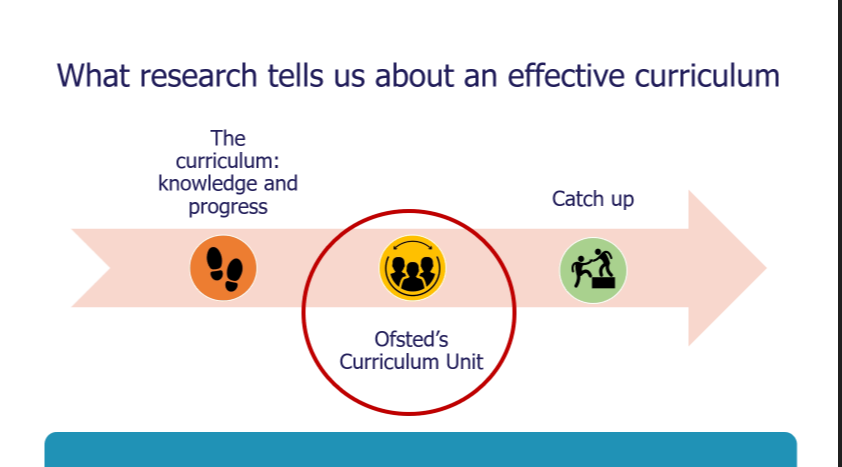 What research tells us about an effective curriculum
The
curriculum:
knowledge and
progress
Catch up
Ofsted’s
Curriculum Unit